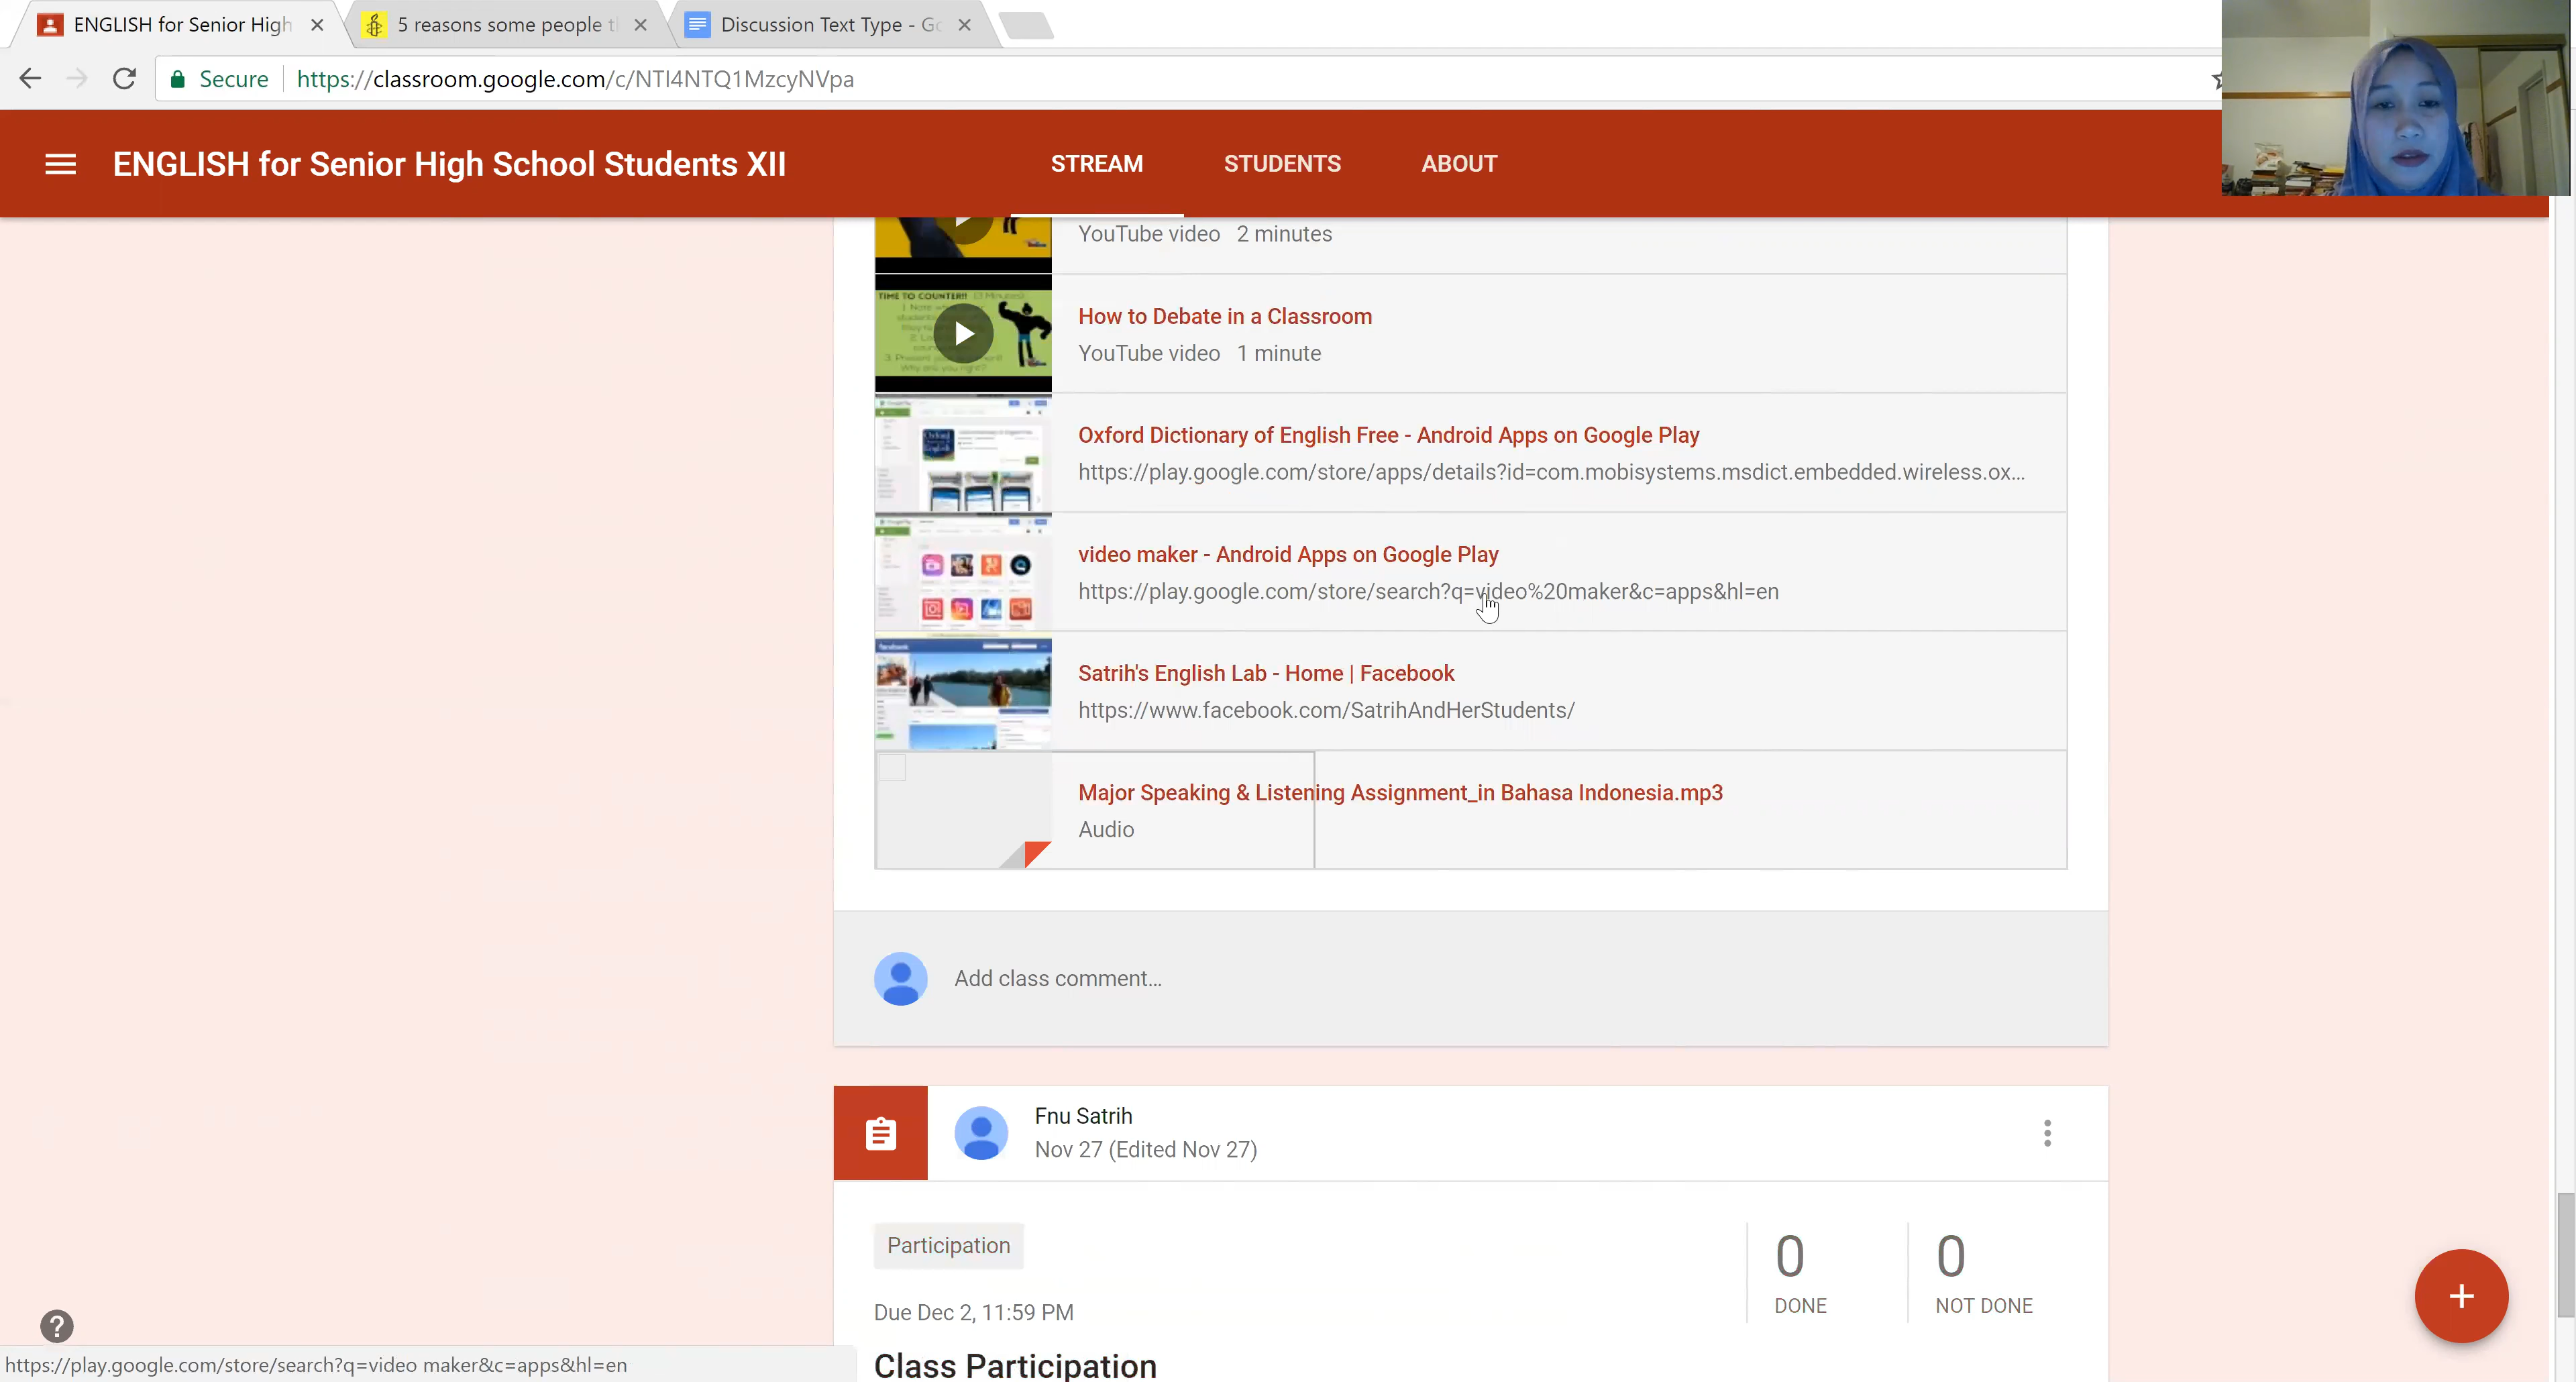 ENGLISH for Senior High
5 reasons some people t
Discussion Text Type - Go
Secure
https://classroom.google.com/c/NTI4NTQ1MzcyNVpa
ENGLISH for Senior High School Students XII
STREAM
STUDENTS
ABOUT
YouTube video 2 minutes
TIME TO COUNTER!! (3 Minutes)
How to Debate in a Classroom
YouTube video 1 minute
Oxford Dictionary of English Free - Android Apps on Google Play
https://play.google.com/store/apps/details?id=com.mobisystems.msdict.embedded.wireless.ox...
video maker - Android Apps on Google Play
https://play.google.com/store/search?q=video%20maker&c=apps&hl=en
facebook
Satrih's English Lab - Home | Facebook
https://www.facebook.com/SatrihAndHerStudents/
Major Speaking & Listening Assignment_in Bahasa Indonesia.mp3
Audio
Add class comment...
Fnu Satrih
Nov 27 (Edited Nov 27)
Participation
0
DONE
0
NOT DONE
Due Dec 2, 11:59 PM
Class Participation
https://play.google.com/store/search?q=video maker&c=apps&hl=en